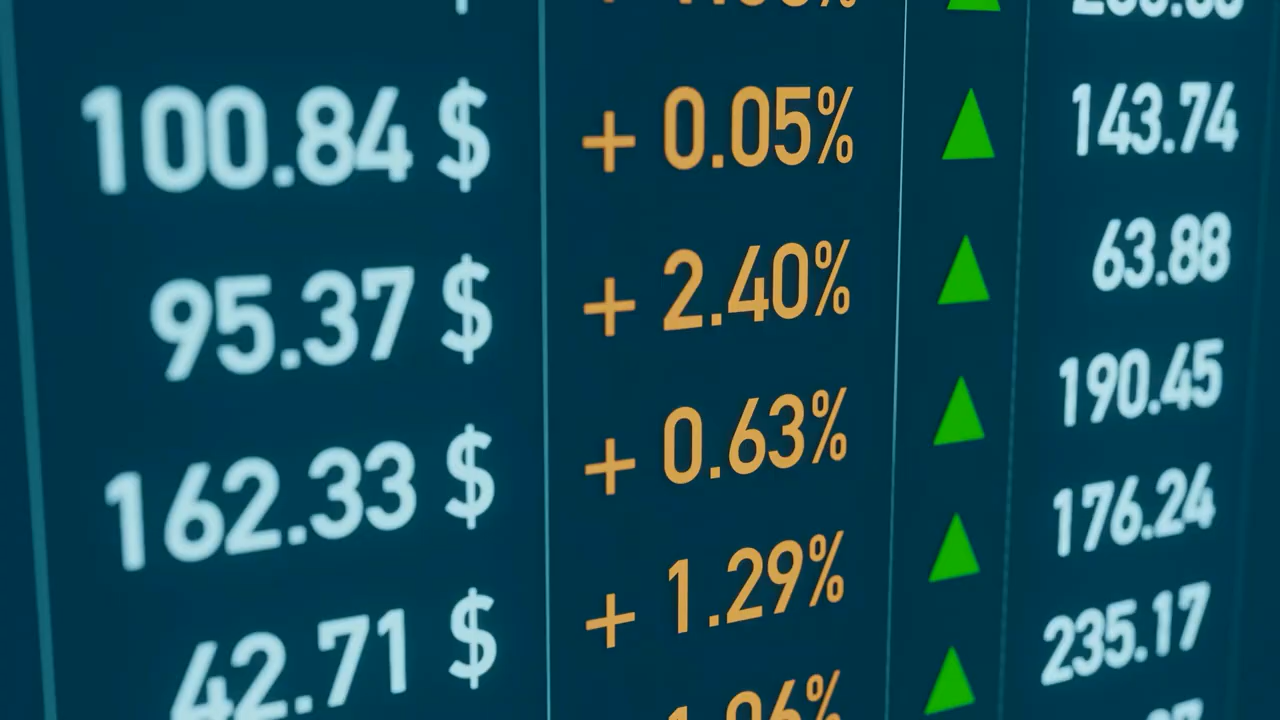 100.84 $ + 0.05% ▲ 143.74
95.37 $ + 2.40% ▲ 63.88
162.33 $ + 0.63% ▲ 190.45
42.71 $ + 1.29% ▲ 176.24
▲ 235.17